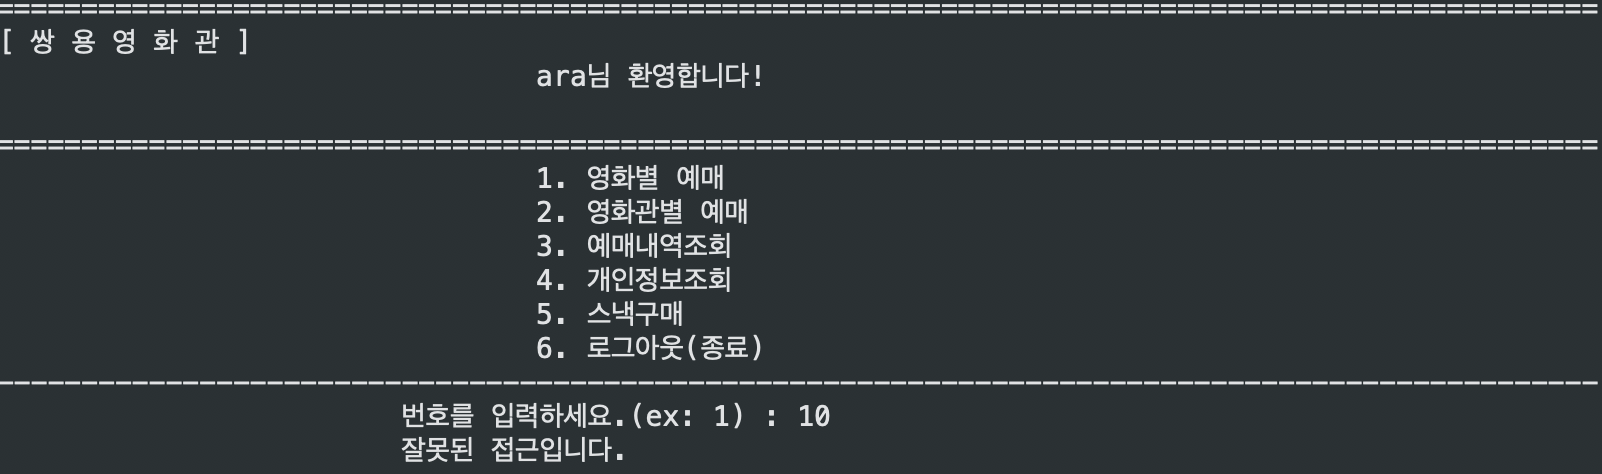 ===============================================================================================
[ 쌍 용 영 화 관 ]
ara님 환영합니다!
===============================================================================================
1. 영화별 예매
2. 영화관별 예매
3. 예매내역조회
4. 개인정보조회
5. 스낵구매
6. 로그아웃(종료)
-----------------------------------------------------------------------------------------------
번호를 입력하세요.(ex: 1) : 10
잘못된 접근입니다.